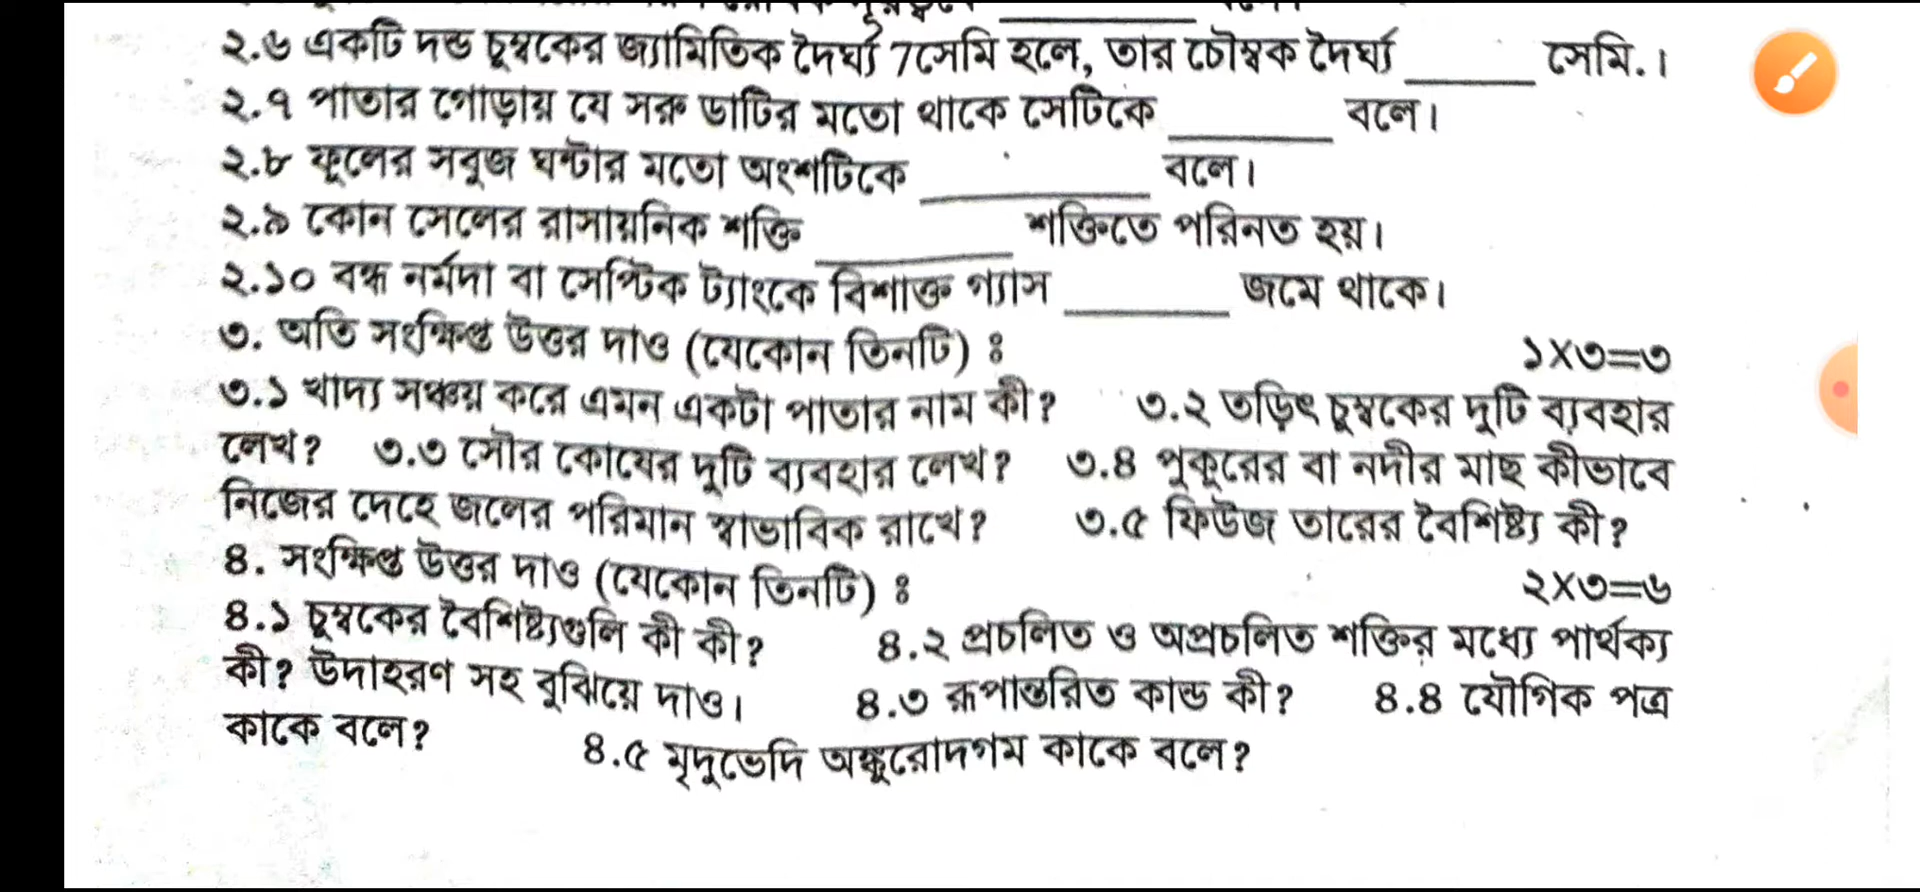 ২.৬ একটি দন্ড চুম্বকের জ্যামিতিক দৈর্ঘ্য 7সেমি হলে, তার চৌম্বক দৈর্ঘ্য ______ সেমি.।
২.৭ পাতার গোড়ায় যে সরু ডাটির মতো থাকে সেটিকে ______ বলে।
২.৮ ফুলের সবুজ ঘন্টার মতো অংশটিকে ______ বলে।
২.৯ কোন সেলের রাসায়নিক শক্তি ______ শক্তিতে পরিনত হয়।
২.১০ বদ্ধ নর্মদা বা সেপ্টিক ট্যাংকে বিশাক্ত গ্যাস ______ জমে থাকে।
৩. অতি সংক্ষিপ্ত উত্তর দাও (যেকোন তিনটি) ঃ ১X৩=৩
৩.১ খাদ্য সঞ্চয় করে এমন একটা পাতার নাম কী? ৩.২ তড়িৎ চুম্বকের দুটি ব্যবহার
লেখ? ৩.৩ সৌর কোষের দুটি ব্যবহার লেখ? ৩.৪ পুকুরের বা নদীর মাছ কীভাবে
নিজের দেহে জলের পরিমান স্বাভাবিক রাখে? ৩.৫ ফিউজ তারের বৈশিষ্ট্য কী?
৪. সংক্ষিপ্ত উত্তর দাও (যেকোন তিনটি) ঃ ২X৩=৬
৪.১ চুম্বকের বৈশিষ্ট্যগুলি কী কী? ৪.২ প্রচলিত ও অপ্রচলিত শক্তির মধ্যে পার্থক্য
কী? উদাহরণ সহ বুঝিয়ে দাও। ৪.৩ রূপান্তরিত কান্ড কী? ৪.৪ যৌগিক পত্র
কাকে বলে? ৪.৫ মৃদুভেদি অঙ্কুরোদগম কাকে বলে?